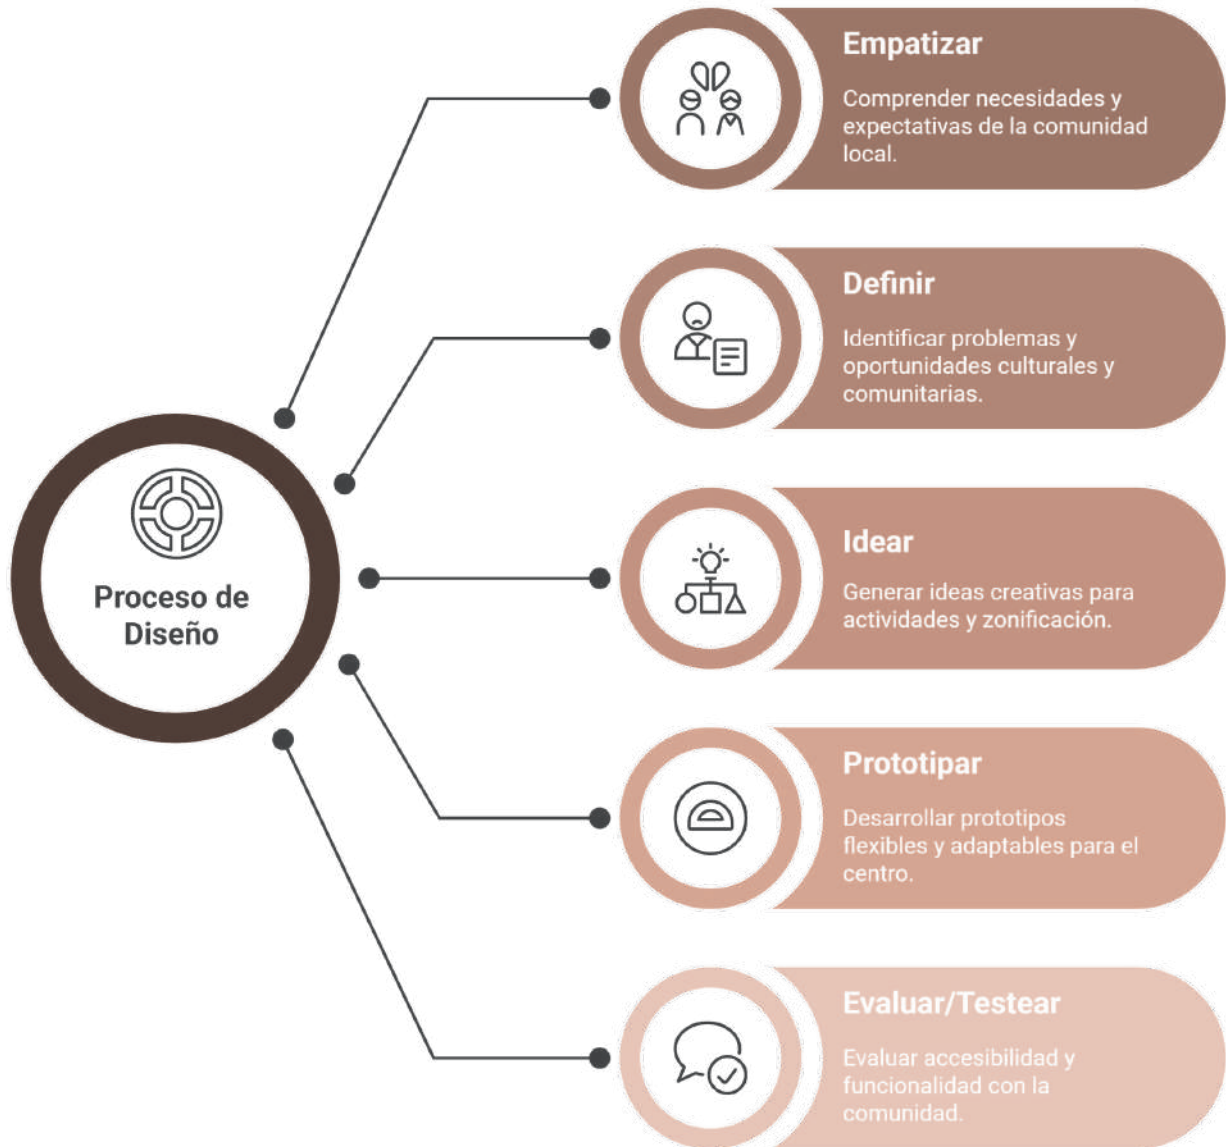 Empatizar
Comprender necesidades y
expectativas de la comunidad
local.
Definir
Identificar problemas y
oportunidades culturales y
comunitarias.
Proceso de
Diseño
Idear
Generar ideas creativas para
actividades y zonificación.
Prototipar
Desarrollar prototipos
flexibles y adaptables para el
centro.
Evaluar/Testear
Evaluar accesibilidad y
funcionalidad con la
comunidad.